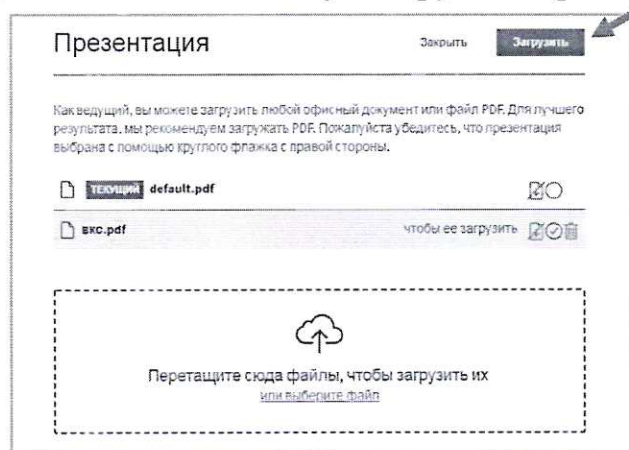 Презентация
Закрыть
Загрузить
Как ведущий, вы можете загрузить любой офисный документ или файл PDF. Для лучшего
результата, мы рекомендуем загружать PDF. Пожалуйста убедитесь, что презентация
выбрана с помощью круглого флажка с правой стороны.
ТЕКУЩИЙ default.pdf
вкс.pdf
чтобы ее загрузить
Перетащите сюда файлы, чтобы загрузить их
или выберите файл